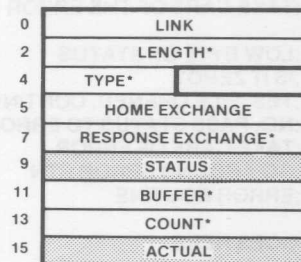 0 LINK
2 LENGTH*
4 TYPE*
5 HOME EXCHANGE
7 RESPONSE EXCHANGE*
9 STATUS
11 BUFFER*
13 COUNT*
15 ACTUAL